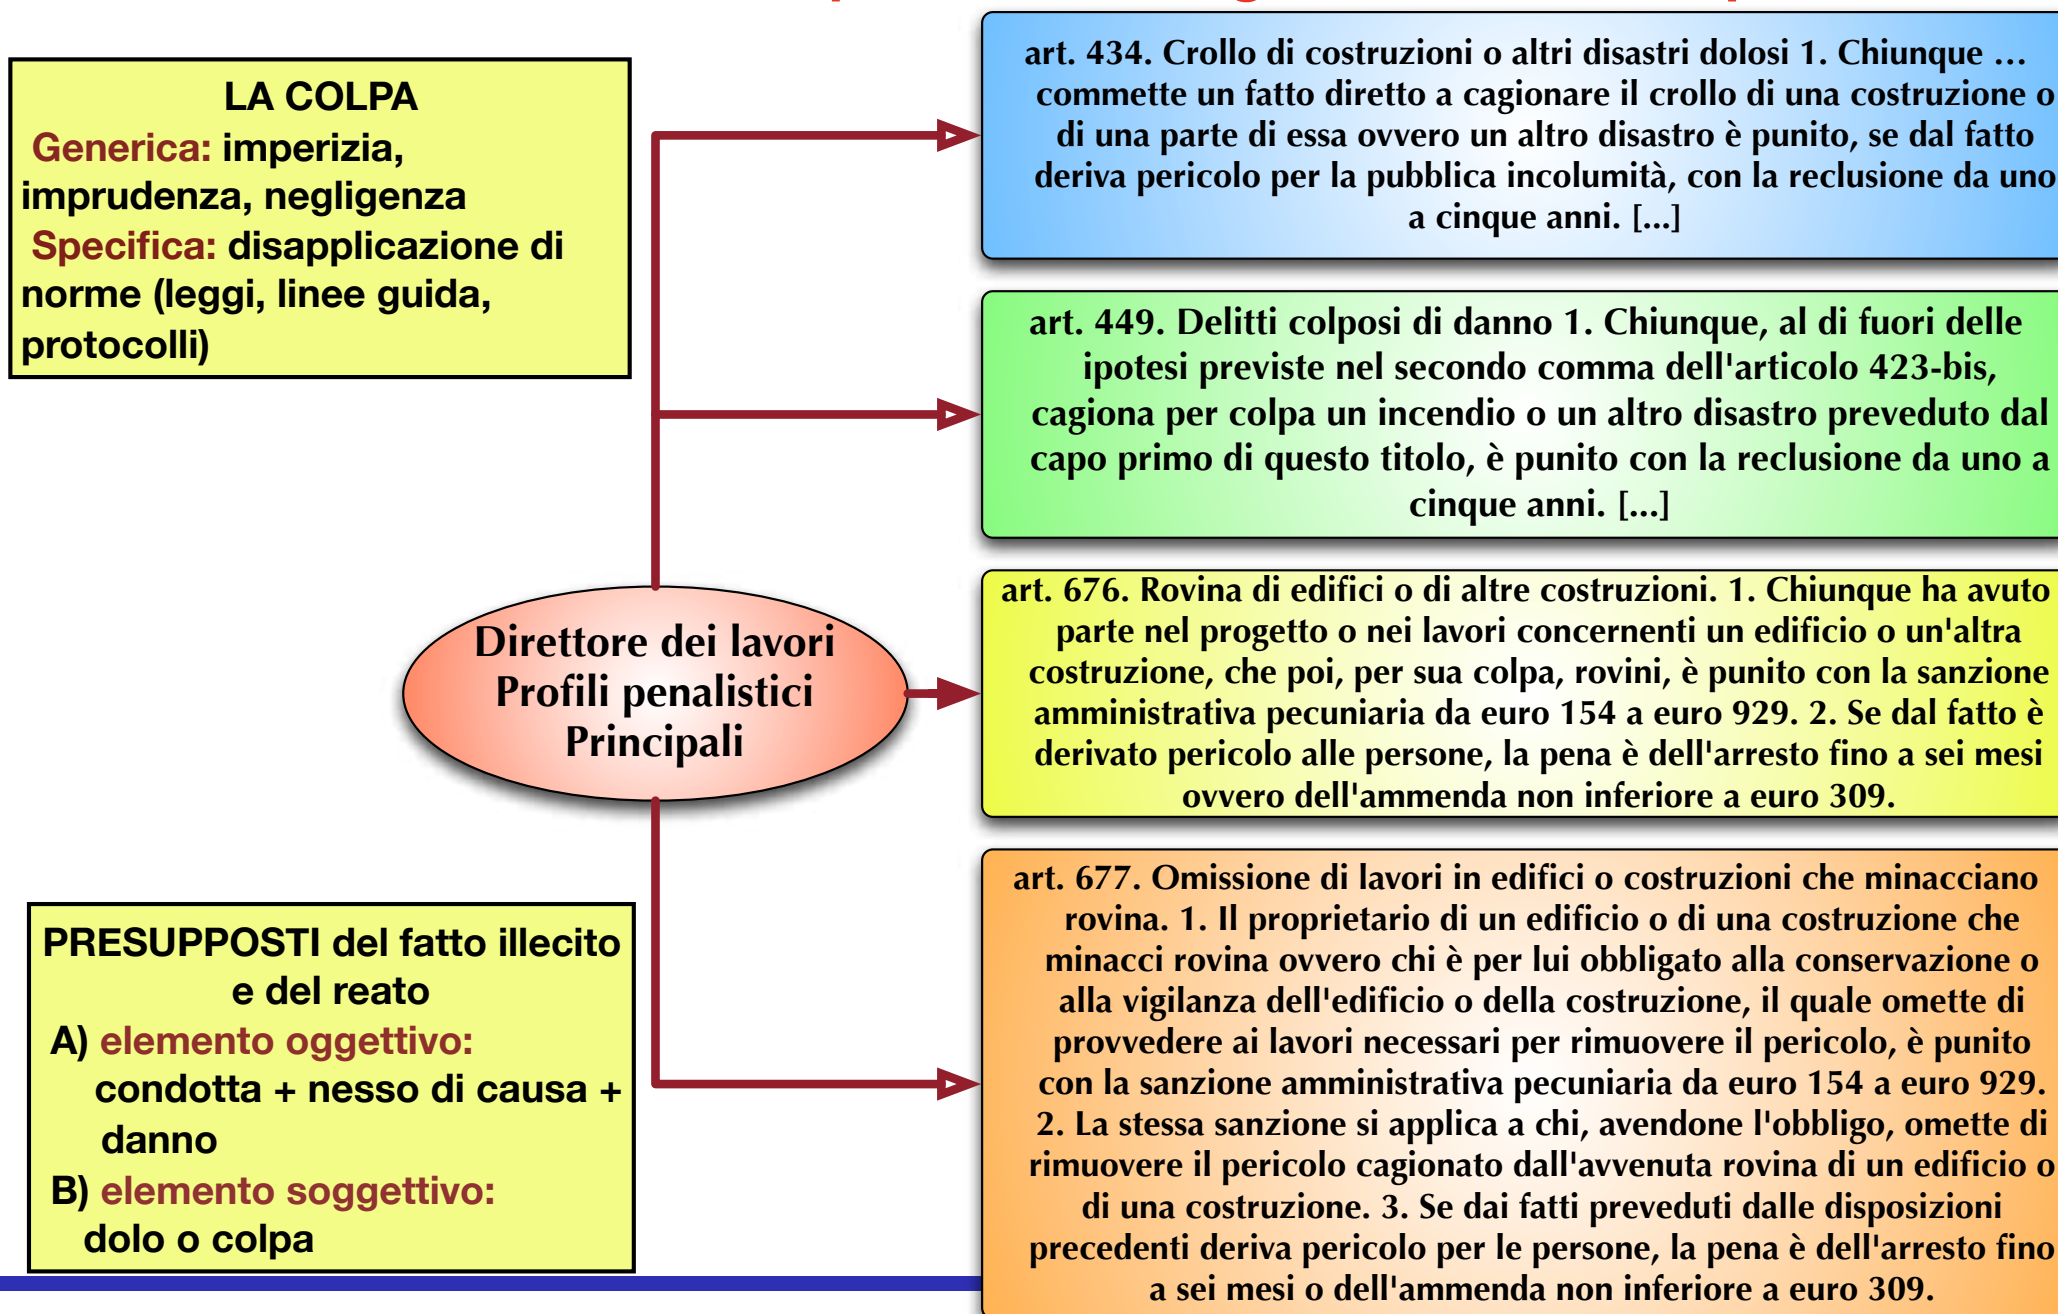 LA COLPA
Generica: imperizia,
imprudenza, negligenza
Specifica: disapplicazione di
norme (leggi, linee guida,
protocolli)
art. 434. Crollo di costruzioni o altri disastri dolosi 1. Chiunque …
commette un fatto diretto a cagionare il crollo di una costruzione o
di una parte di essa ovvero un altro disastro è punito, se dal fatto
deriva pericolo per la pubblica incolumità, con la reclusione da uno
a cinque anni. [...]
art. 449. Delitti colposi di danno 1. Chiunque, al di fuori delle
ipotesi previste nel secondo comma dell'articolo 423-bis,
cagiona per colpa un incendio o un altro disastro preveduto dal
capo primo di questo titolo, è punito con la reclusione da uno a
cinque anni. [...]
Direttore dei lavori
Profili penalistici
Principali
art. 676. Rovina di edifici o di altre costruzioni. 1. Chiunque ha avuto
parte nel progetto o nei lavori concernenti un edificio o un'altra
costruzione, che poi, per sua colpa, rovini, è punito con la sanzione
amministrativa pecuniaria da euro 154 a euro 929. 2. Se dal fatto è
derivato pericolo alle persone, la pena è dell'arresto fino a sei mesi
ovvero dell'ammenda non inferiore a euro 309.
PRESUPPOSTI del fatto illecito
e del reato
A) elemento oggettivo:
condotta + nesso di causa +
danno
B) elemento soggettivo:
dolo o colpa
art. 677. Omissione di lavori in edifici o costruzioni che minacciano
rovina. 1. Il proprietario di un edificio o di una costruzione che
minacci rovina ovvero chi è per lui obbligato alla conservazione o
alla vigilanza dell'edificio o della costruzione, il quale omette di
provvedere ai lavori necessari per rimuovere il pericolo, è punito
con la sanzione amministrativa pecuniaria da euro 154 a euro 929.
2. La stessa sanzione si applica a chi, avendone l'obbligo, omette di
rimuovere il pericolo cagionato dall'avvenuta rovina di un edificio o
di una costruzione. 3. Se dai fatti preveduti dalle disposizioni
precedenti deriva pericolo per le persone, la pena è dell'arresto fino
a sei mesi o dell'ammenda non inferiore a euro 309.